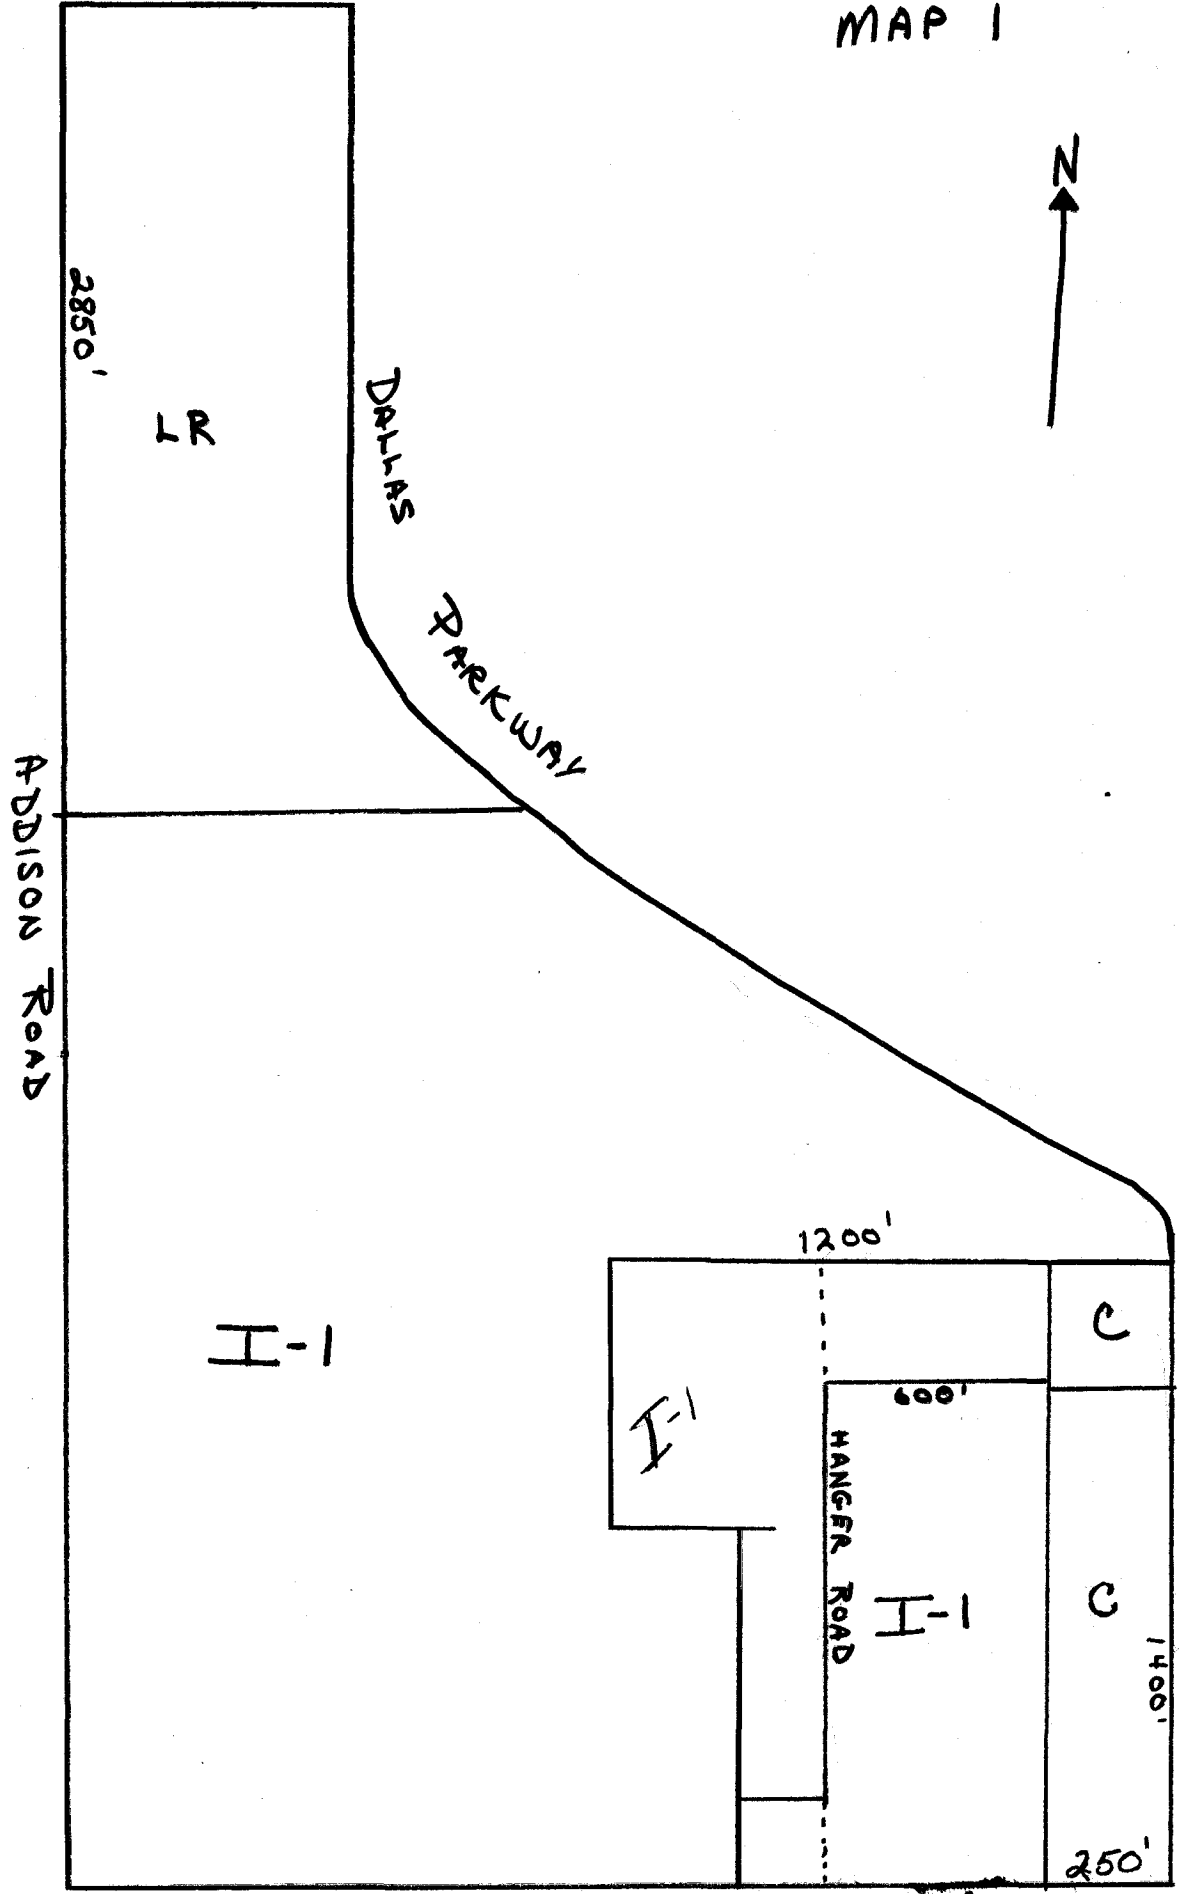 MAP 1
N
2850'
LR
DALLAS
PARKWAY
ADDISON ROAD
1200'
C
I-1
600'
I-1
HANGER ROAD
I-1
C
1400'
250'